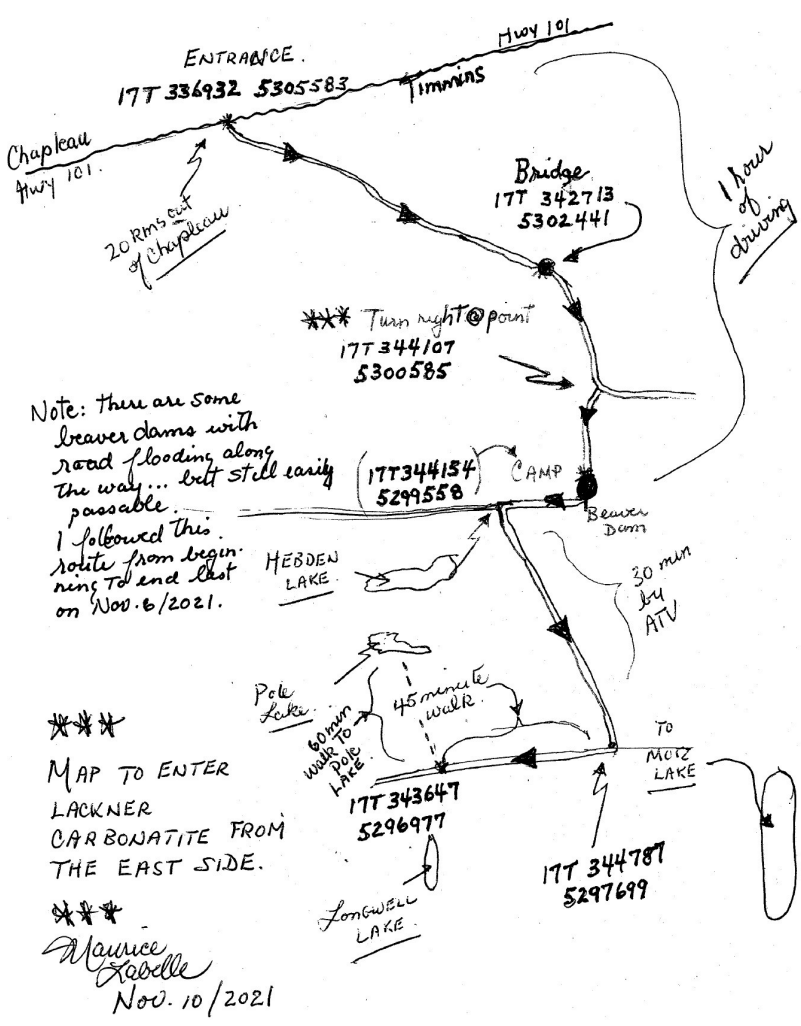 Hwy 101
ENTRANCE.
17T 336932 5305583
Timmins
Chapleau
Hwy 101.
20 Kms out
of Chapleau
Bridge
17T 342713
5302441
1 hour
of
driving
*** Turn right @ point
17T 344107
5300585
Note: there are some
beaver dams with
road flooding along
the way... but still easily
passable.
I followed this
route from begin-
ning to end last
on Nov. 6/2021.
(17T344154
5299558)
CAMP
Beaver
Dam
HEBDEN
LAKE.
30 min
by
ATV
Pole
Lake.
60 min
walk to
Pole
LAKE.
45 minute
walk.
TO
LAKE
17T 343647
5296977
17T 344787
5297699
LONGWELL
LAKE.
***
MAP TO ENTER
LACKNER
CARBONATITE FROM
THE EAST SIDE.
***
Maurice
Labelle
Nov. 10/2021